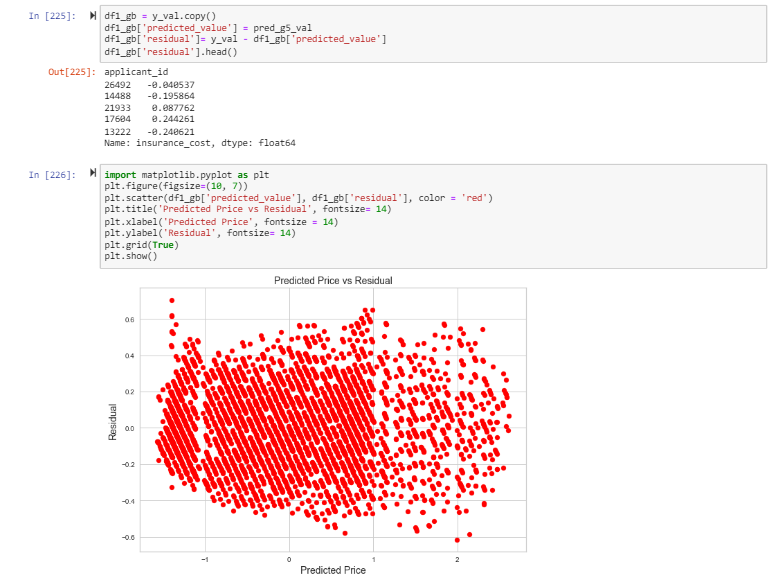 In [225]: df1_gb = y_val.copy()
df1_gb['predicted_value'] = pred_g5_val
df1_gb['residual']= y_val - df1_gb['predicted_value']
df1_gb['residual'].head()
Out[225]: applicant_id
26492 -0.040537
14488 -0.195864
21933 0.087762
17604 0.244261
13222 -0.240621
Name: insurance_cost, dtype: float64
In [226]: import matplotlib.pyplot as plt
plt.figure(figsize=(10, 7))
plt.scatter(df1_gb['predicted_value'], df1_gb['residual'], color = 'red')
plt.title('Predicted Price vs Residual', fontsize= 14)
plt.xlabel('Predicted Price', fontsize = 14)
plt.ylabel('Residual', fontsize= 14)
plt.grid(True)
plt.show()
Predicted Price vs Residual
0.6
0.4
0.2
0.0
−0.2
−0.4
−0.6
Residual
−1 0 1 2
Predicted Price